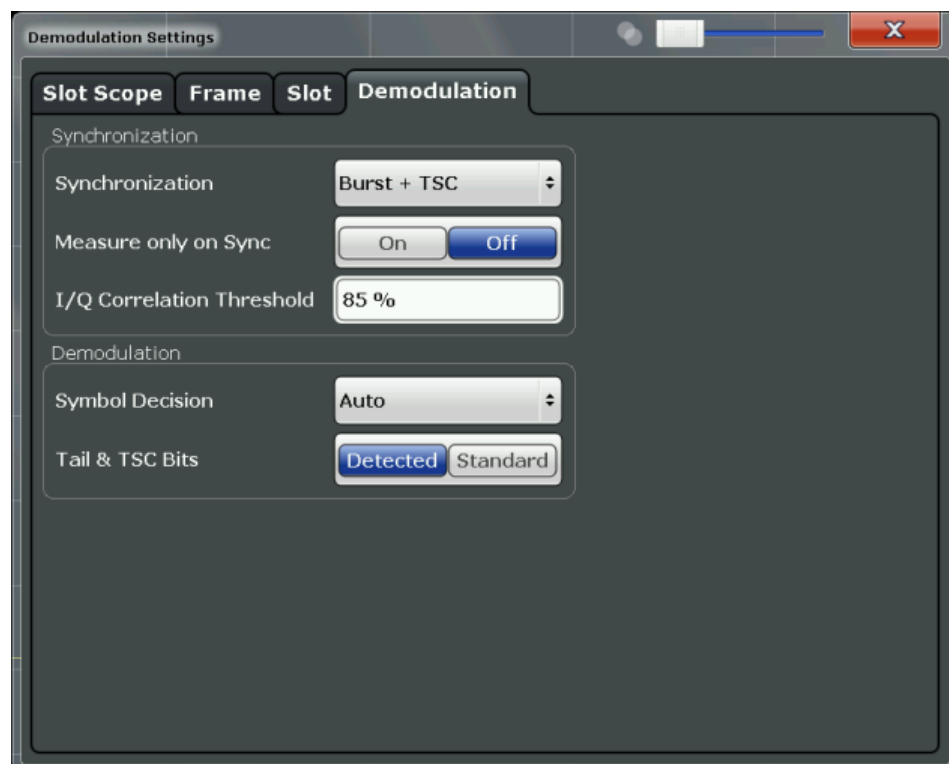 Demodulation Settings
X
Slot Scope Frame Slot Demodulation
Synchronization
Synchronization Burst + TSC
Measure only on Sync On Off
I/Q Correlation Threshold 85 %
Demodulation
Symbol Decision Auto
Tail & TSC Bits Detected Standard